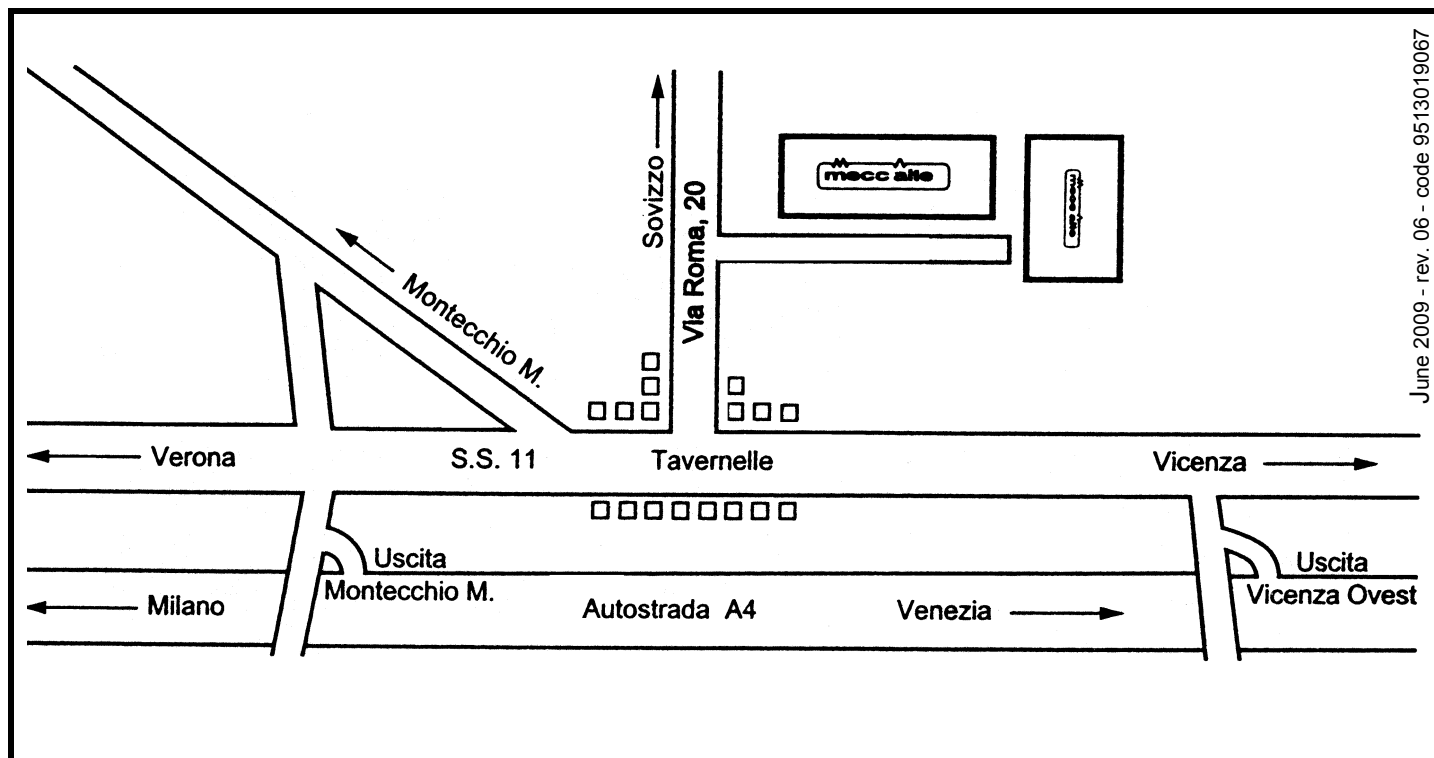 June 2009 - rev. 06 - code 9513019067
Sovizzo
Via Roma, 20
mecc alte
mecc alte
Montecchio M.
Verona
S.S. 11
Tavernelle
Vicenza
Uscita
Montecchio M.
Uscita
Vicenza Ovest
Milano
Autostrada A4
Venezia